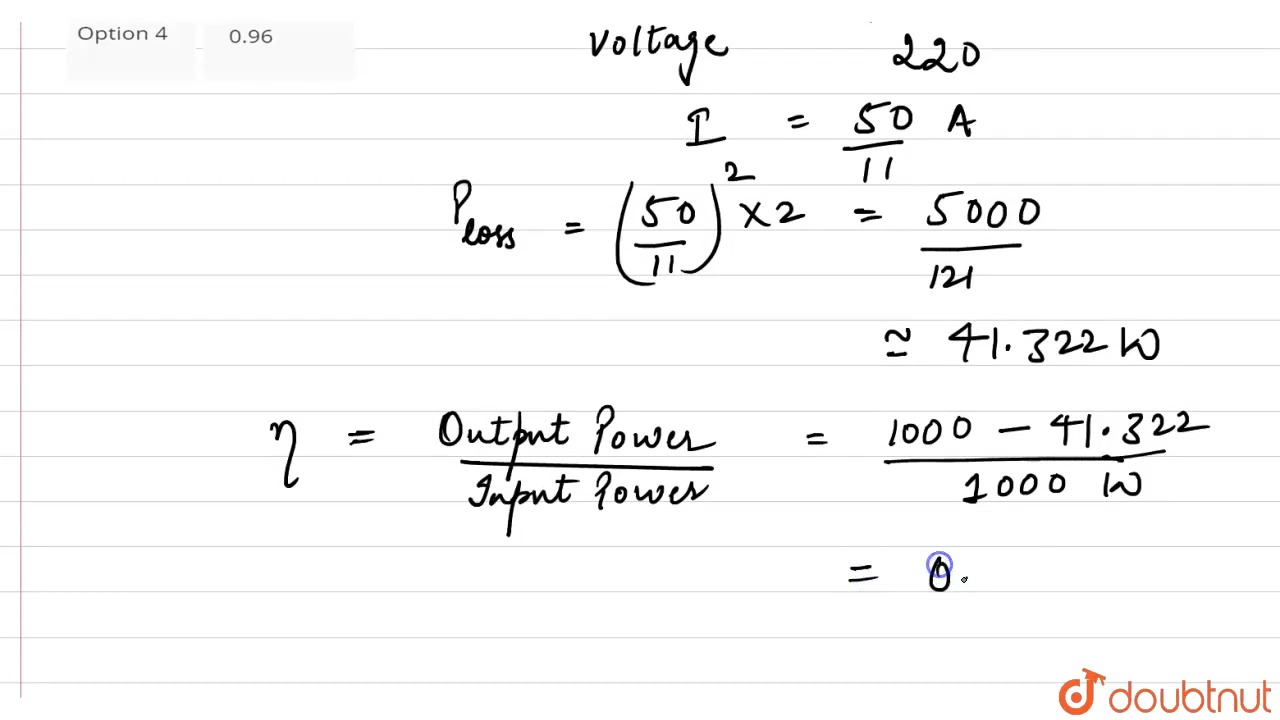 Option 4 0.96
Voltage 220
I = 50/11 A
P loss = (50/11)² × 2 = 5000/121
≃ 41.322 W
η = Output Power/Input Power = 1000 - 41.322/1000 W
= 0.
doubtnut